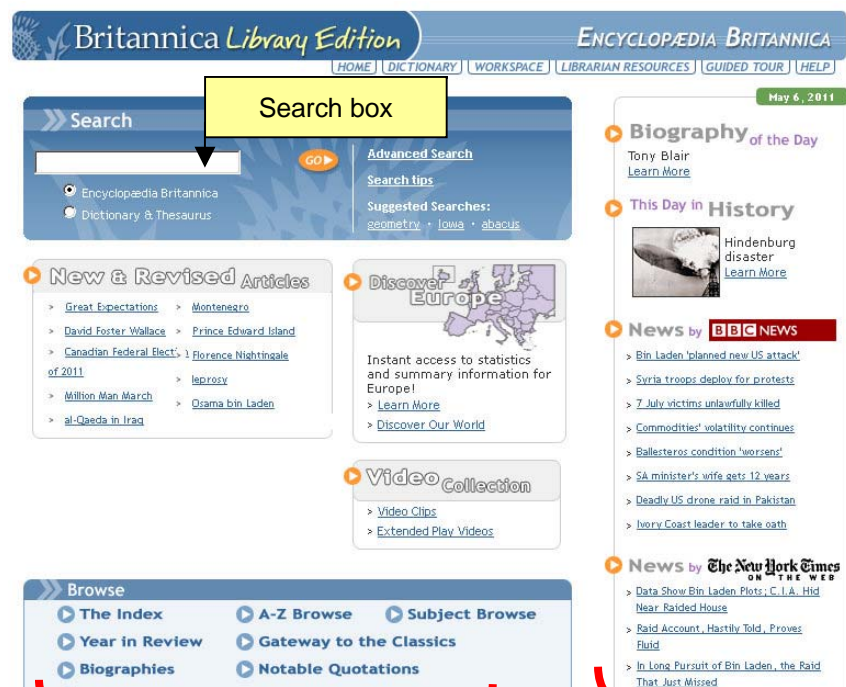 Britannica Library Edition
ENCYCLOPÆDIA BRITANNICA
HOME DICTIONARY WORKSPACE LIBRARIAN RESOURCES GUIDED TOUR HELP
May 6, 2011
Search box
Search
GO
Encyclopædia Britannica
Dictionary & Thesaurus
Advanced Search
Search tips
Suggested Searches:
geometry · Iowa · abacus
New & Revised Articles
> Great Expectations
> David Foster Wallace
> Canadian Federal Elect
of 2011
> Million Man March
> al-Qaeda in Iraq
> Montenegro
> Prince Edward Island
Florence Nightingale
> leprosy
> Osama bin Laden
Discover
Europe
Instant access to statistics
and summary information for
Europe!
> Learn More
> Discover Our World
Video Collection
> Video Clips
> Extended Play Videos
Browse
The Index
A-Z Browse
Subject Browse
Year in Review
Gateway to the Classics
Biographies
Notable Quotations
Biography of the Day
Tony Blair
Learn More
This Day in History
Hindenburg
disaster
Learn More
News by BBC NEWS
> Bin Laden 'planned new US attack'
> Syria troops deploy for protests
> 7 July victims unlawfully killed
> Commodities' volatility continues
> Ballesteros condition 'worsens'
> SA minister's wife gets 12 years
> Deadly US drone raid in Pakistan
> Ivory Coast leader to take oath
News by The New York Times
ON THE WEB
> Data Show Bin Laden Plots; C.I.A. Hid
Near Raided House
> Raid Account, Hastily Told, Proves
Fluid
> In Long Pursuit of Bin Laden, the Raid
That Just Missed